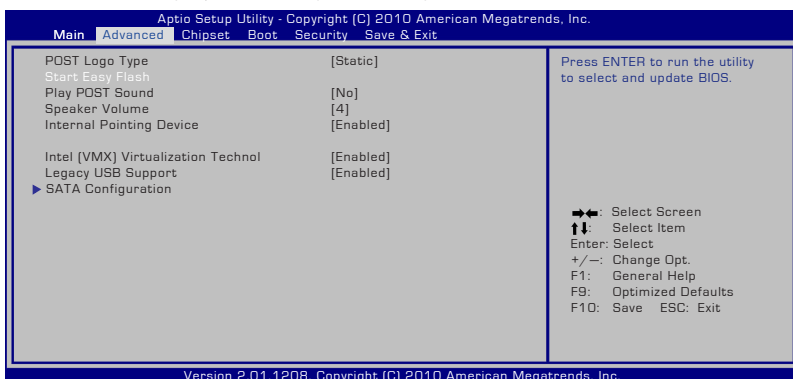 Aptio Setup Utility - Copyright (C) 2010 American Megatrends, Inc.
Main Advanced Chipset Boot Security Save & Exit
POST Logo Type [Static]
Start Easy Flash
Play POST Sound [No]
Speaker Volume [4]
Internal Pointing Device [Enabled]
Intel (VMX) Virtualization Technol [Enabled]
Legacy USB Support [Enabled]
SATA Configuration
Press ENTER to run the utility
to select and update BIOS.
→←: Select Screen
↑↓: Select Item
Enter: Select
+/—: Change Opt.
F1: General Help
F9: Optimized Defaults
F10: Save ESC: Exit
Version 2.01.1208. Copyright (C) 2010 American Megatrends, Inc.